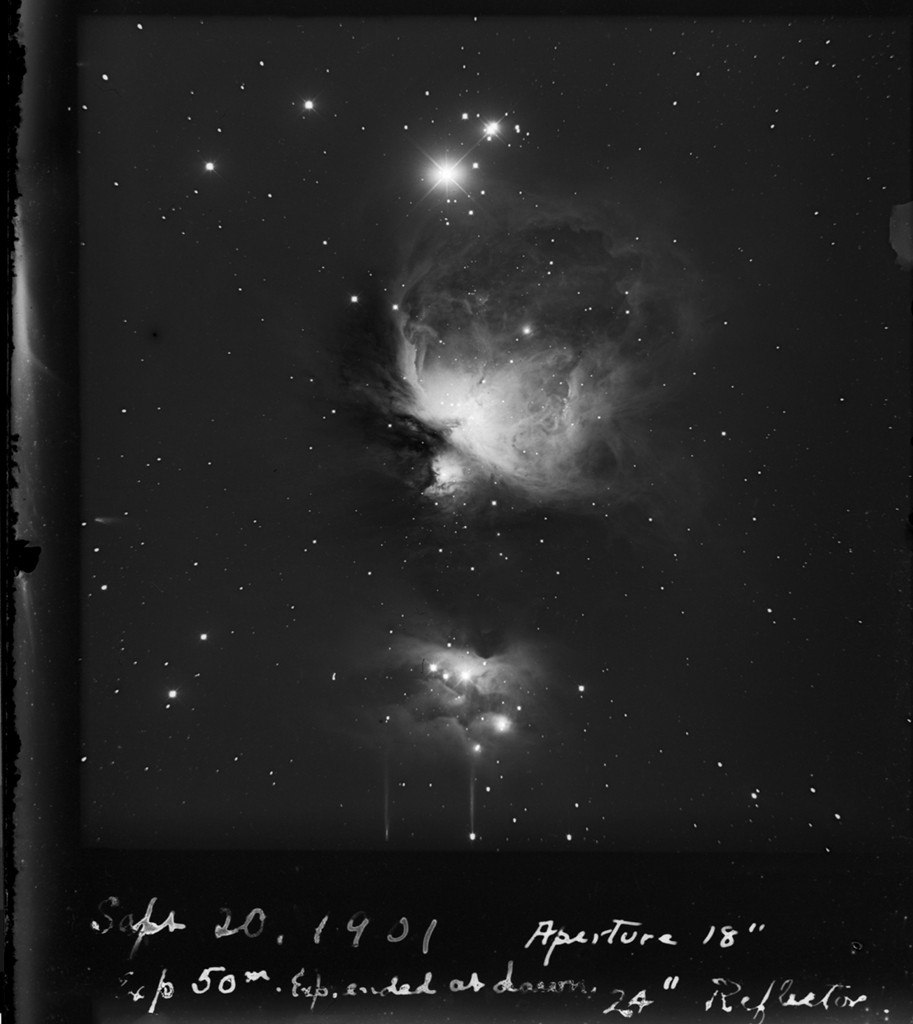 Sept 20, 1901 Aperture 18"
Exp 50m. Exp. ended at dawn. 24" Reflector.